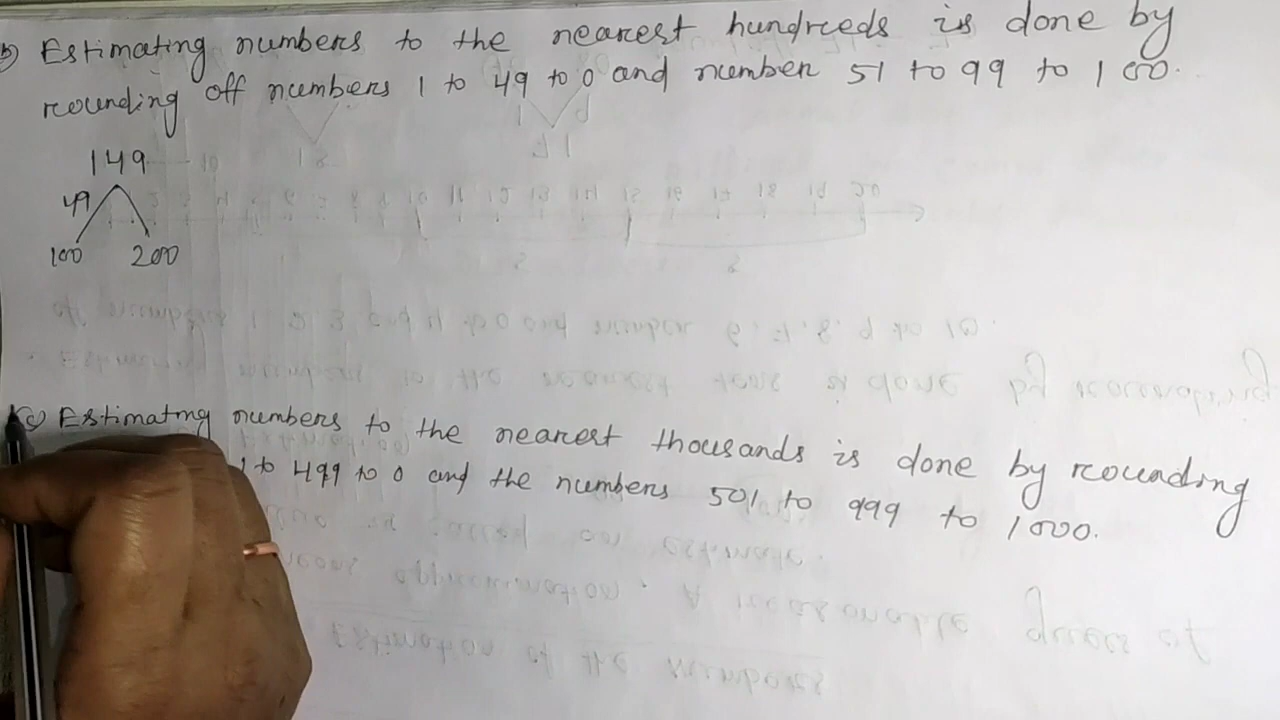 b) Estimating numbers to the nearest hundreds is done by
rounding off numbers 1 to 49 to 0 and number 51 to 99 to 100.
149
49
100 200
c) Estimating numbers to the nearest thousands is done by rounding
1 to 499 to 0 and the numbers 501 to 999 to 1000.